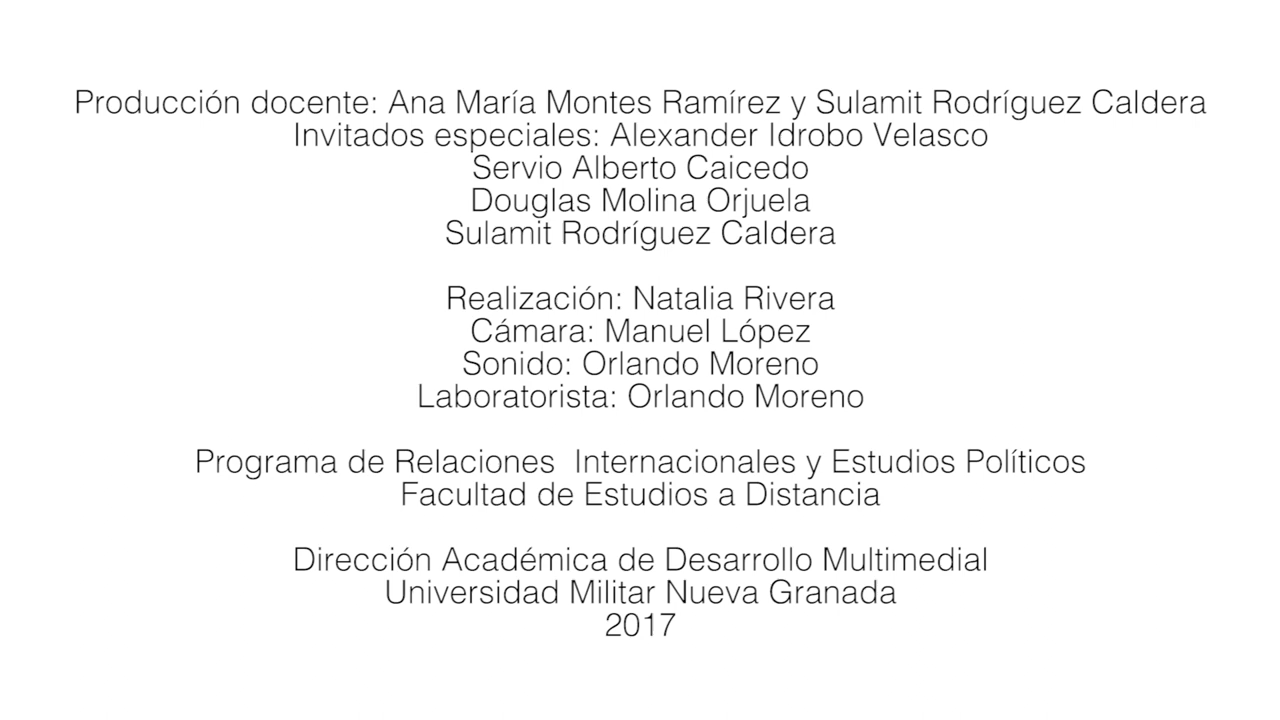 Producción docente: Ana María Montes Ramírez y Sulamit Rodríguez Caldera
Invitados especiales: Alexander Idrobo Velasco
Servio Alberto Caicedo
Douglas Molina Orjuela
Sulamit Rodríguez Caldera
Realización: Natalia Rivera
Cámara: Manuel López
Sonido: Orlando Moreno
Laboratorista: Orlando Moreno
Programa de Relaciones  Internacionales y Estudios Políticos
Facultad de Estudios a Distancia
Dirección Académica de Desarrollo Multimedial
Universidad Militar Nueva Granada
2017